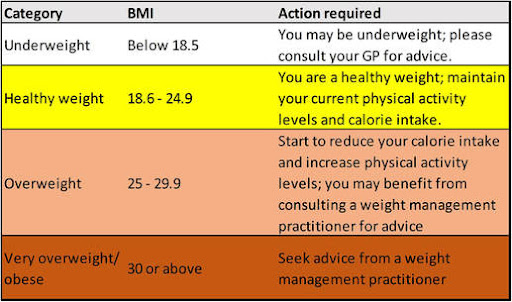 Category BMI Action required
Underweight Below 18.5 You may be underweight; please
consult your GP for advice.
Healthy weight 18.6 - 24.9 You are a healthy weight; maintain
your current physical activity
levels and calorie intake.
Overweight 25 - 29.9 Start to reduce your calorie intake
and increase physical activity
levels; you may benefit from
consulting a weight management
practitioner for advice
Very overweight/
obese 30 or above Seek advice from a weight
management practitioner